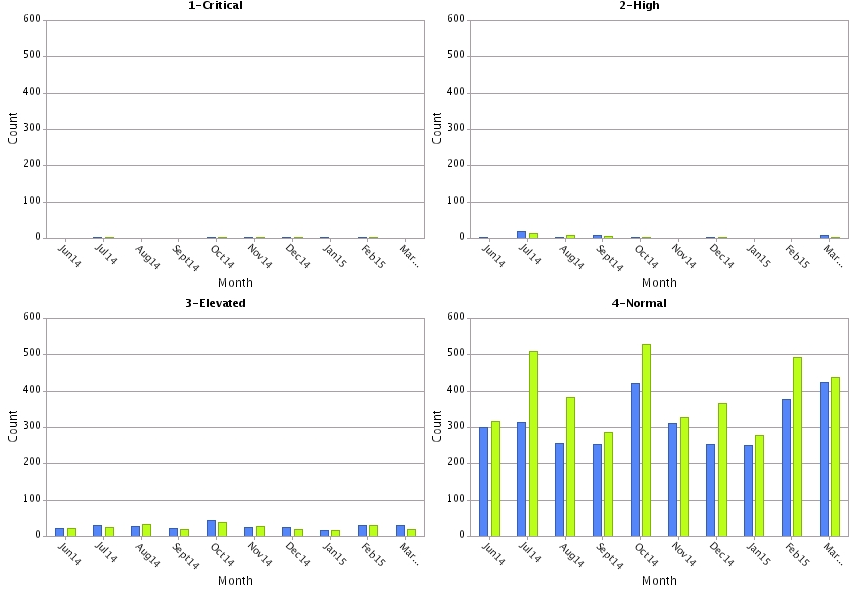 1-Critical
600
500
400
300
200
100
0
Count
Jun14
Jul14
Aug14
Sept14
Oct14
Nov14
Dec14
Jan15
Feb15
Mar...
Month
2-High
600
500
400
300
200
100
0
Count
Jun14
Jul14
Aug14
Sept14
Oct14
Nov14
Dec14
Jan15
Feb15
Mar...
Month
3-Elevated
600
500
400
300
200
100
0
Count
Jun14
Jul14
Aug14
Sept14
Oct14
Nov14
Dec14
Jan15
Feb15
Mar...
Month
4-Normal
600
500
400
300
200
100
0
Count
Jun14
Jul14
Aug14
Sept14
Oct14
Nov14
Dec14
Jan15
Feb15
Mar...
Month